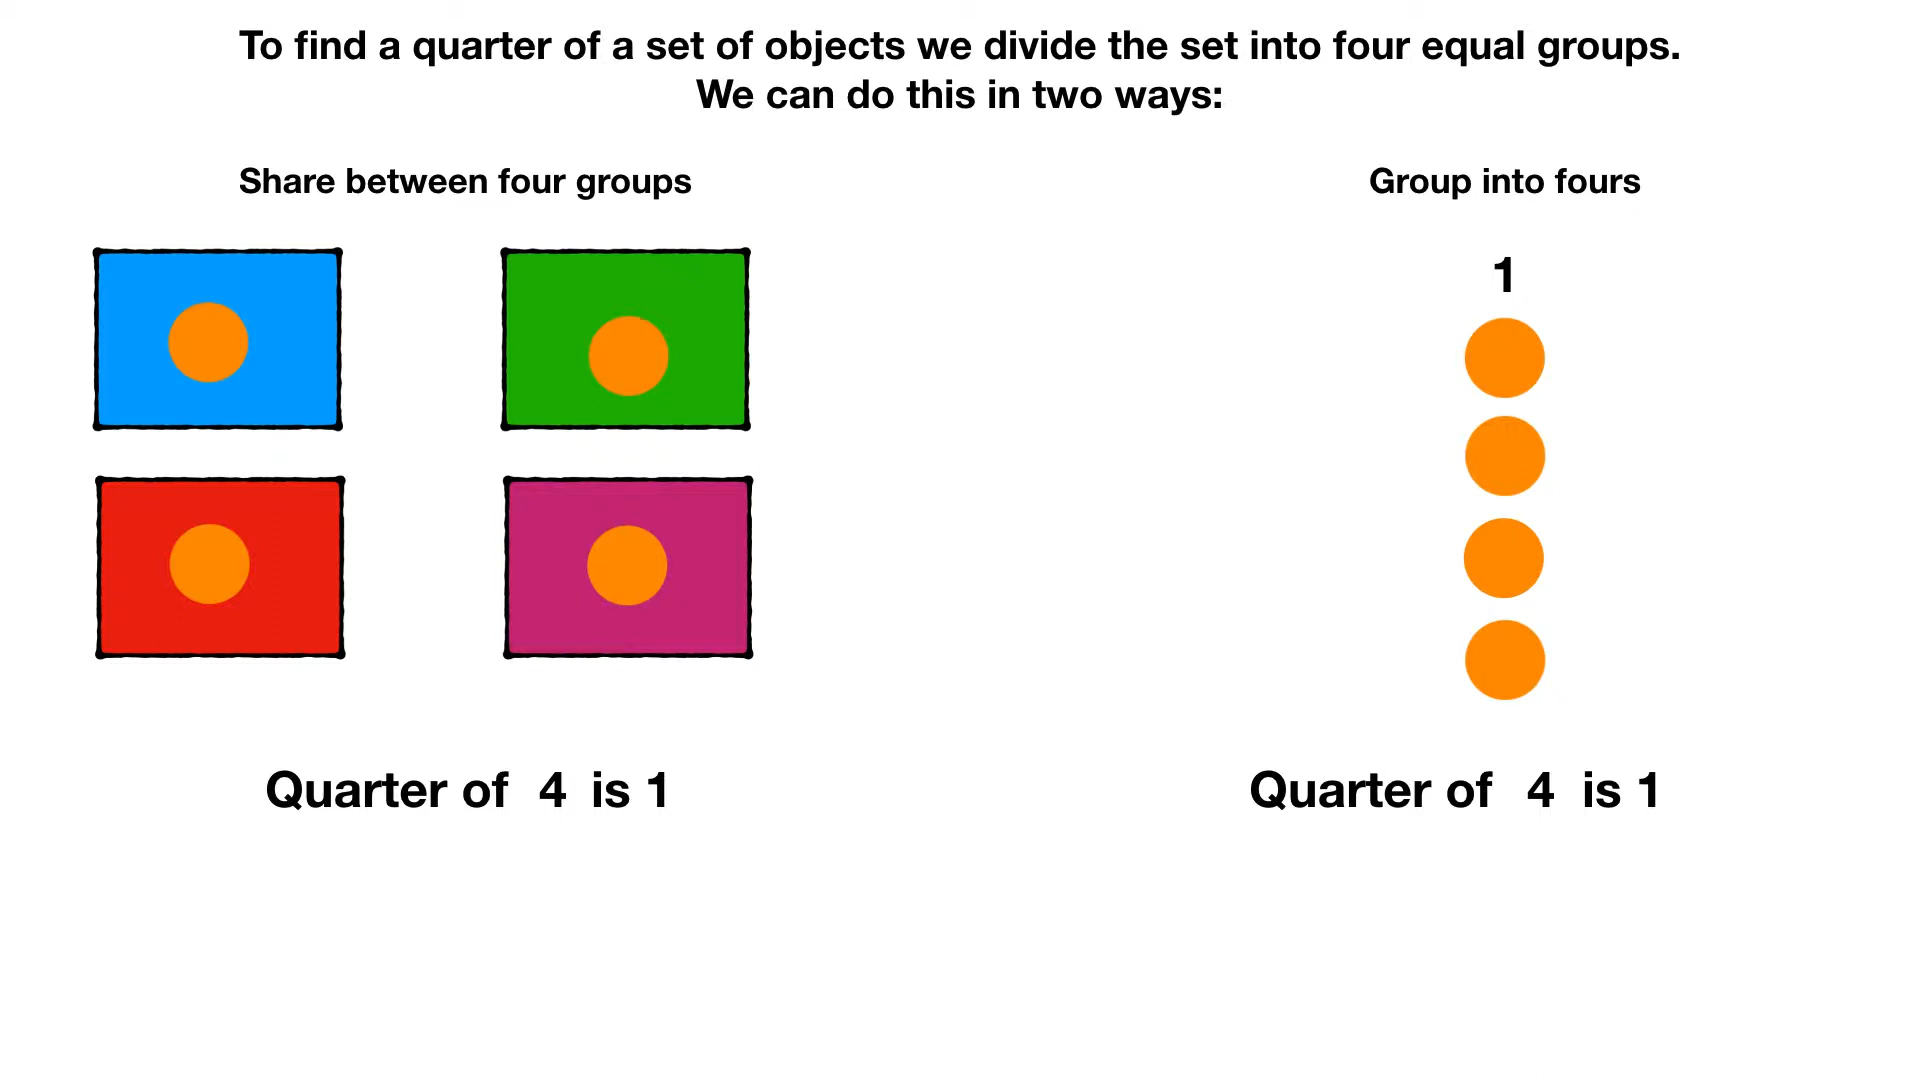 To find a quarter of a set of objects we divide the set into four equal groups.
We can do this in two ways:
Share between four groups
Group into fours
1
Quarter of 4 is 1
Quarter of 4 is 1